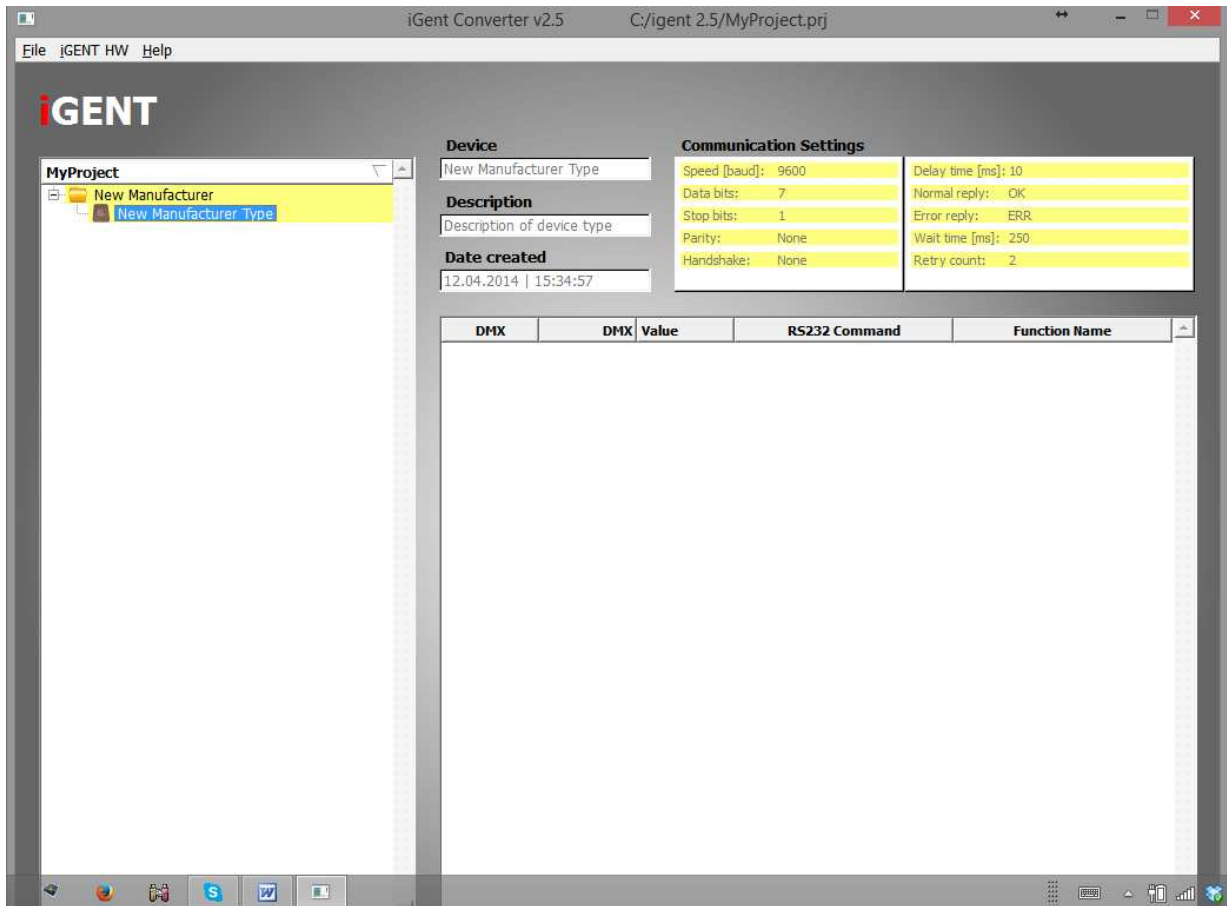 iGent Converter v2.5 C:/igent 2.5/MyProject.prj
File iGENT HW Help
iGENT
MyProject
New Manufacturer
New Manufacturer Type
Device
New Manufacturer Type
Description
Description of device type
Date created
12.04.2014 | 15:34:57
Communication Settings
Speed [baud]: 9600
Data bits: 7
Stop bits: 1
Parity: None
Handshake: None
Delay time [ms]: 10
Normal reply: OK
Error reply: ERR
Wait time [ms]: 250
Retry count: 2
DMX DMX Value RS232 Command Function Name